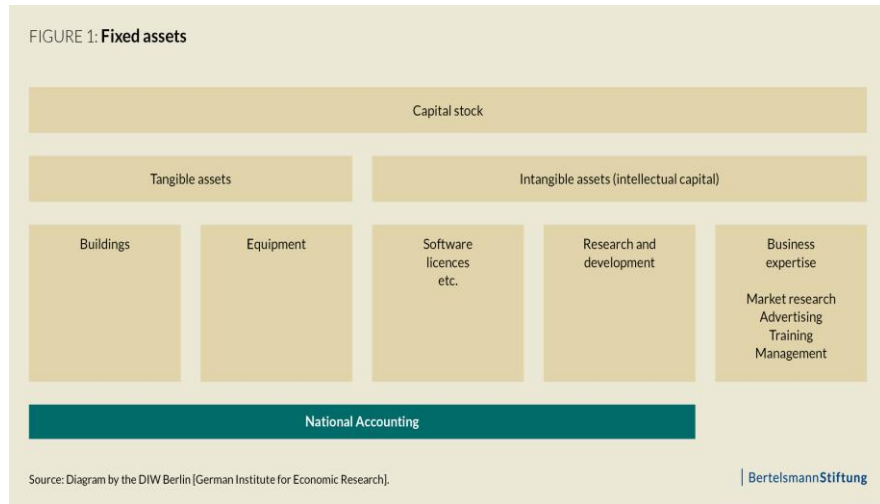 FIGURE 1: Fixed assets
Capital stock
Tangible assets
Intangible assets (intellectual capital)
Buildings
Equipment
Software
licences
etc.
Research and
development
Business
expertise
Market research
Advertising
Training
Management
National Accounting
Source: Diagram by the DIW Berlin [German Institute for Economic Research].
BertelsmannStiftung